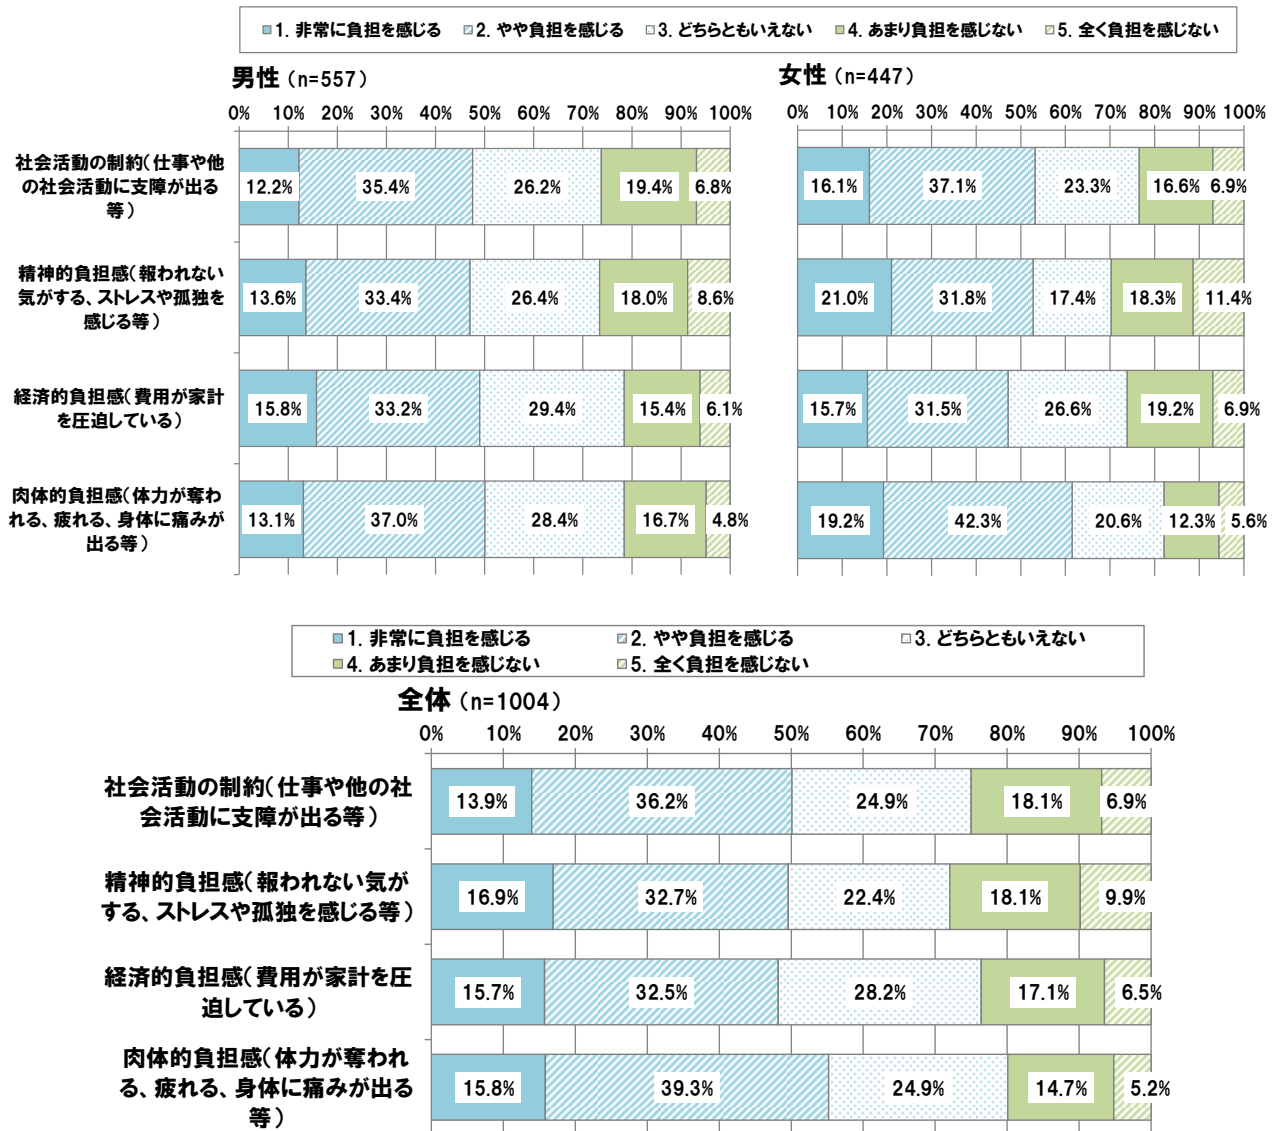 1. 非常に負担を感じる 2. やや負担を感じる 3. どちらともいえない 4. あまり負担を感じない 5. 全く負担を感じない
男性（n=557）
0% 10% 20% 30% 40% 50% 60% 70% 80% 90% 100%
社会活動の制約（仕事や他
の社会活動に支障が出る
等）
12.2% 35.4% 26.2% 19.4% 6.8%
精神的負担感（報われない
気がする、ストレスや孤独を
感じる等）
13.6% 33.4% 26.4% 18.0% 8.6%
経済的負担感（費用が家計
を圧迫している）
15.8% 33.2% 29.4% 15.4% 6.1%
肉体的負担感（体力が奪わ
れる、疲れる、身体に痛みが
出る等）
13.1% 37.0% 28.4% 16.7% 4.8%
女性（n=447）
0% 10% 20% 30% 40% 50% 60% 70% 80% 90% 100%
16.1% 37.1% 23.3% 16.6% 6.9%
21.0% 31.8% 17.4% 18.3% 11.4%
15.7% 31.5% 26.6% 19.2% 6.9%
19.2% 42.3% 20.6% 12.3% 5.6%
1. 非常に負担を感じる 2. やや負担を感じる 3. どちらともいえない
4. あまり負担を感じない 5. 全く負担を感じない
全体（n=1004）
0% 10% 20% 30% 40% 50% 60% 70% 80% 90% 100%
社会活動の制約（仕事や他の社
会活動に支障が出る等）
13.9% 36.2% 24.9% 18.1% 6.9%
精神的負担感（報われない気が
する、ストレスや孤独を感じる等）
16.9% 32.7% 22.4% 18.1% 9.9%
経済的負担感（費用が家計を圧
迫している）
15.7% 32.5% 28.2% 17.1% 6.5%
肉体的負担感（体力が奪われ
る、疲れる、身体に痛みが出る
等）
15.8% 39.3% 24.9% 14.7% 5.2%